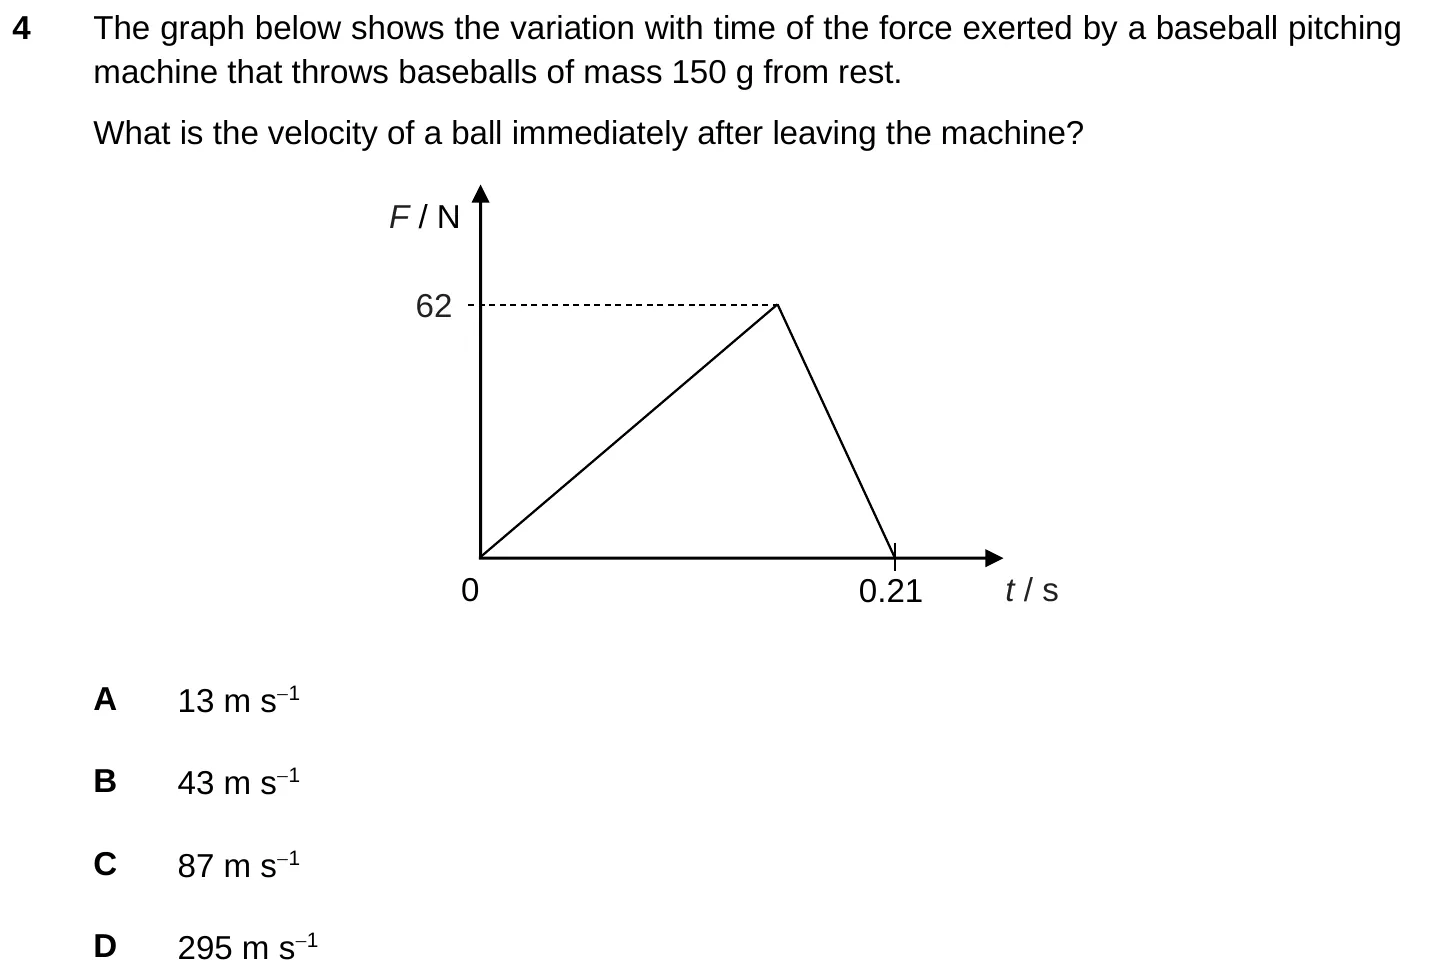 4 The graph below shows the variation with time of the force exerted by a baseball pitching
machine that throws baseballs of mass 150 g from rest.
What is the velocity of a ball immediately after leaving the machine?
F / N
62
0
0.21
t / s
A 13 m s⁻¹
B 43 m s⁻¹
C 87 m s⁻¹
D 295 m s⁻¹